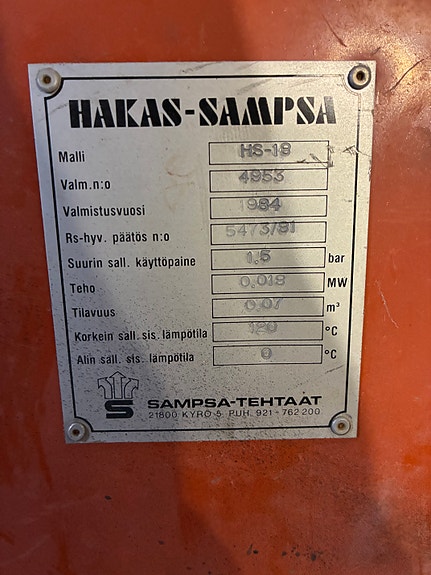 HAKAS-SAMPSA
Malli HS-18
Valm.n:o 4953
Valmistusvuosi 1984
Rs-hyv. päätös n:o 5473/81
Suurin sall. käyttöpaine 1,5 bar
Teho 0,018 MW
Tilavuus 0,07 m³
Korkein sall. sis. lämpötila 120 °C
Alin sall. sis. lämpötila 0 °C
S SAMPSA-TEHTAAT
21800 KYRÖ 5 PUH. 921-762 200